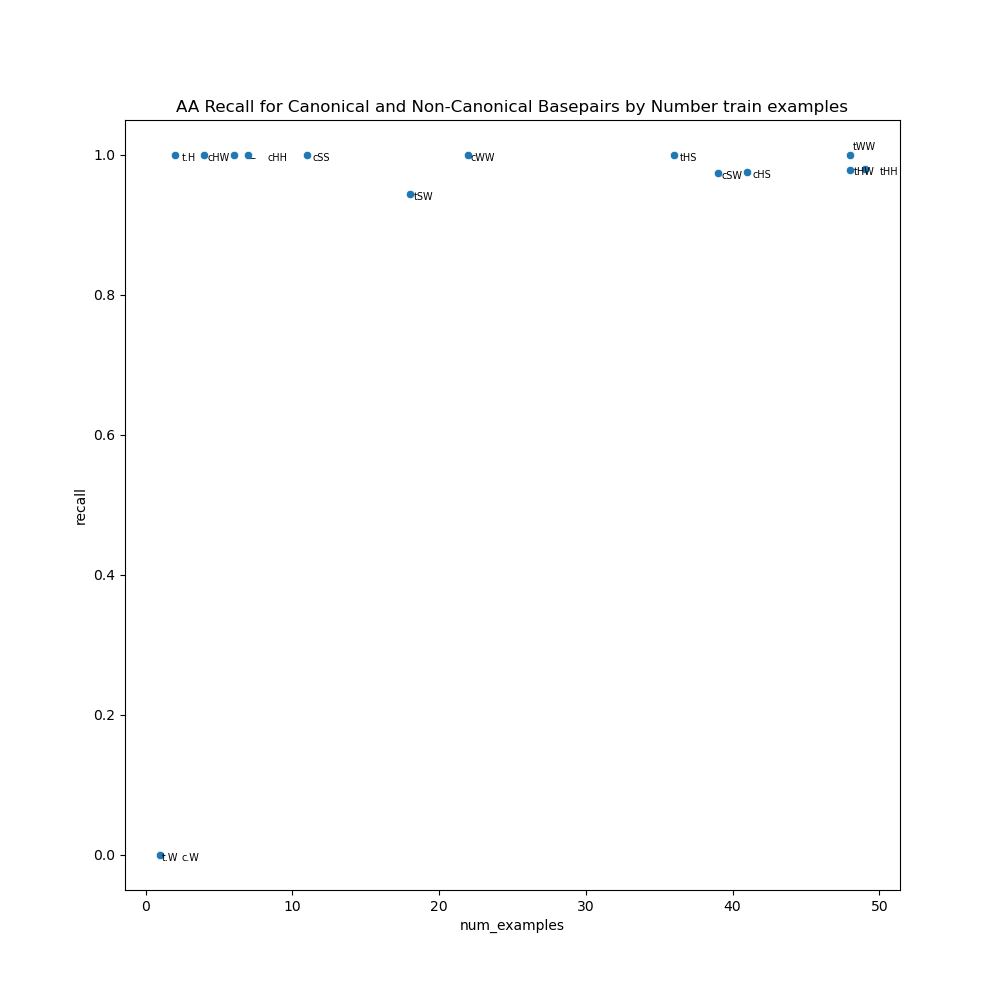 AA Recall for Canonical and Non-Canonical Basepairs by Number train examples
tWW
1.0
t.H cHW cHH cSS cWW tHS
cSW cHS tHW tHH
tSW
0.8
0.6
recall
0.4
0.2
0.0
t.W c.W
0 10 20 30 40 50
num_examples